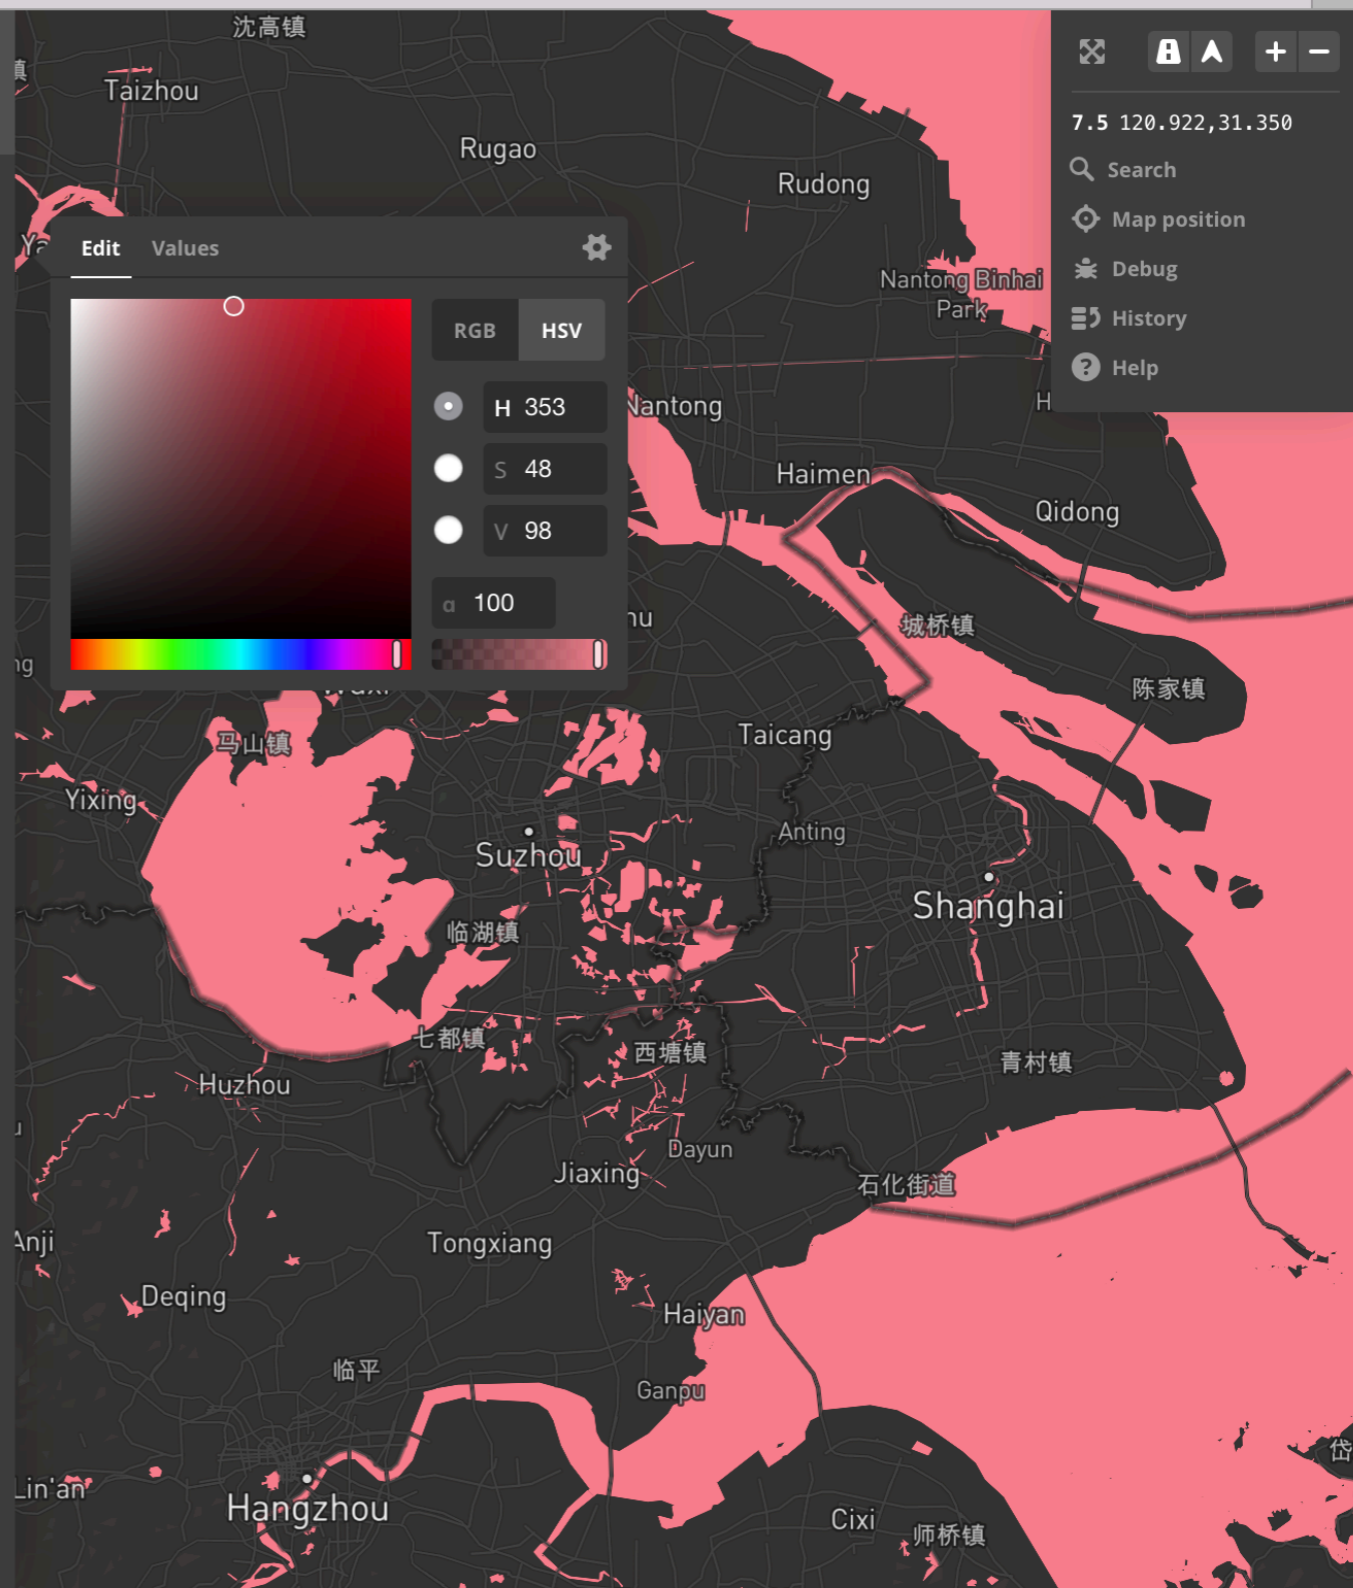 沈高镇
Taizhou
Rugao
Rudong
7.5 120.922,31.350
Search
Map position
Debug
History
Help
Edit Values
RGB HSV
H 353
S 48
V 98
α 100
Nantong Binhai
Park
Nantong
Haimen
Qidong
城桥镇
陈家镇
马山镇
Taicang
Yixing
Anting
Suzhou
Shanghai
临湖镇
七都镇
西塘镇
青村镇
Huzhou
Dayun
Jiaxing
石化街道
Anji
Tongxiang
Deqing
Haiyan
临平
Ganpu
Lin'an
Hangzhou
Cixi
师桥镇
岱